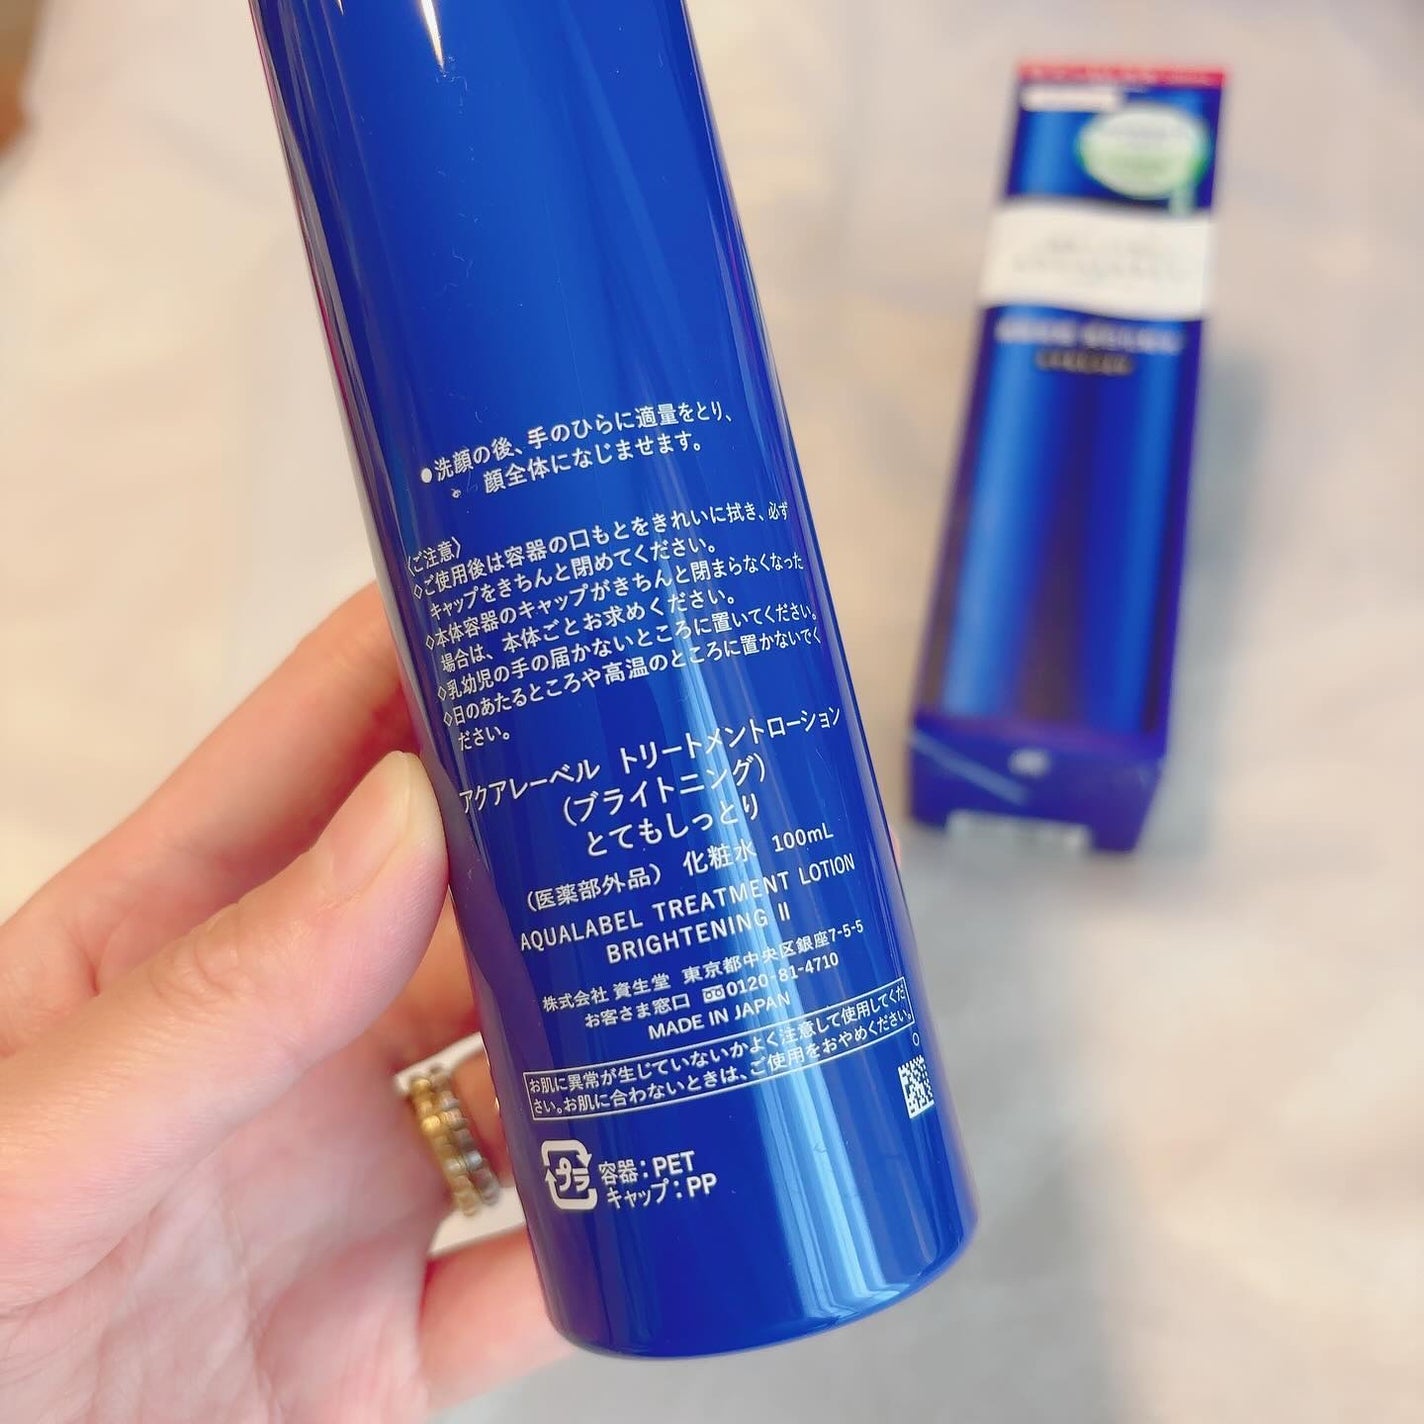 ●洗顔の後、手のひらに適量をとり、
顔全体になじませます。
〈ご注意〉
◇ご使用後は容器の口もとをきれいに拭き、必ず
キャップをきちんと閉めてください。
◇本体容器のキャップがきちんと閉まらなくなった
場合は、本体ごとお求めください。
◇乳幼児の手の届かないところに置いてください。
◇日のあたるところや高温のところに置かないでく
ださい。
アクアレーベル トリートメントローション
（ブライトニング）
とてもしっとり
（医薬部外品） 化粧水 100mL
AQUALABEL TREATMENT LOTION
BRIGHTENING II
株式会社 資生堂 東京都中央区銀座7-5-5
お客さま窓口 0120-81-4710
MADE IN JAPAN
お肌に異常が生じていないかよく注意して使用してくだ
さい。お肌に合わないときは、ご使用をおやめください。
プラ 容器：PET
キャップ：PP